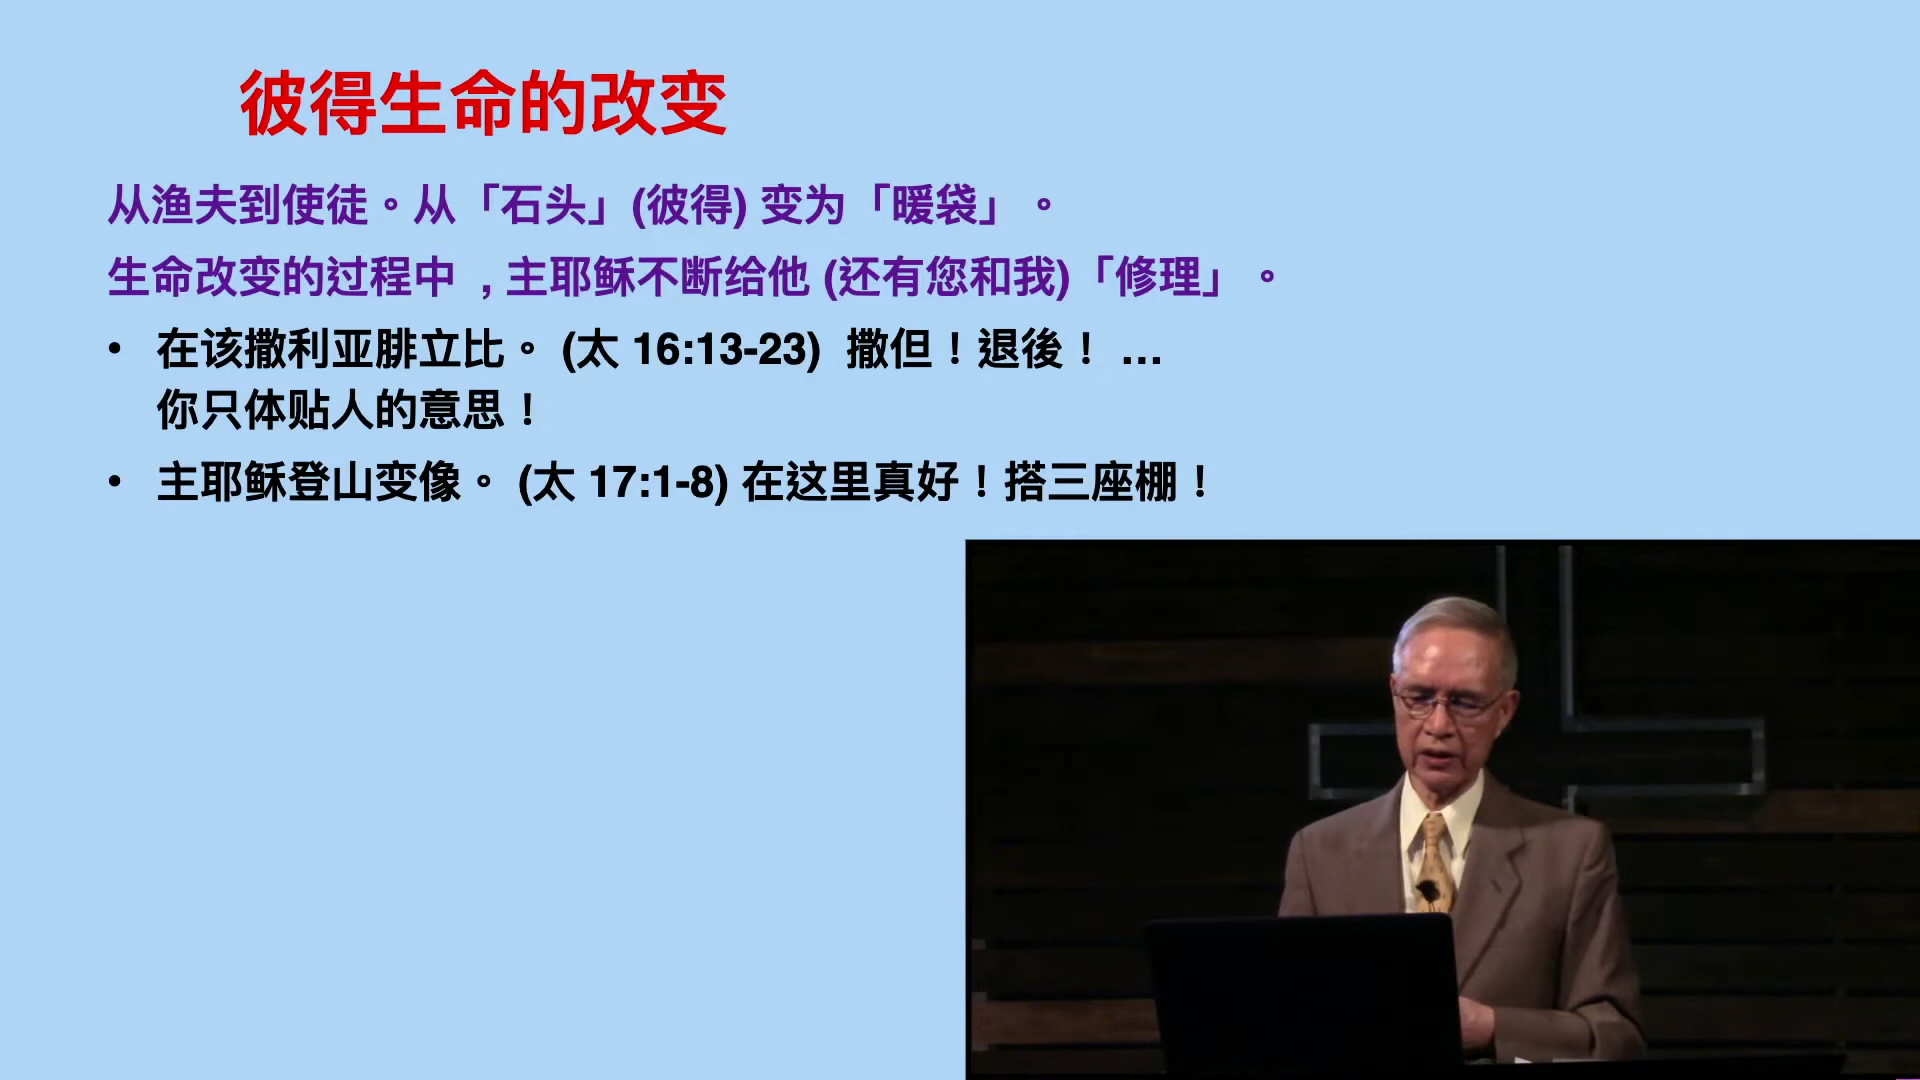 彼得生命的改变
从渔夫到使徒。从「石头」(彼得) 变为「暖袋」。
生命改变的过程中 , 主耶稣不断给他 (还有您和我)「修理」。
• 在该撒利亚腓立比。 (太 16:13-23) 撒但！退後！ ...
你只体贴人的意思！
• 主耶稣登山变像。 (太 17:1-8) 在这里真好！搭三座棚！